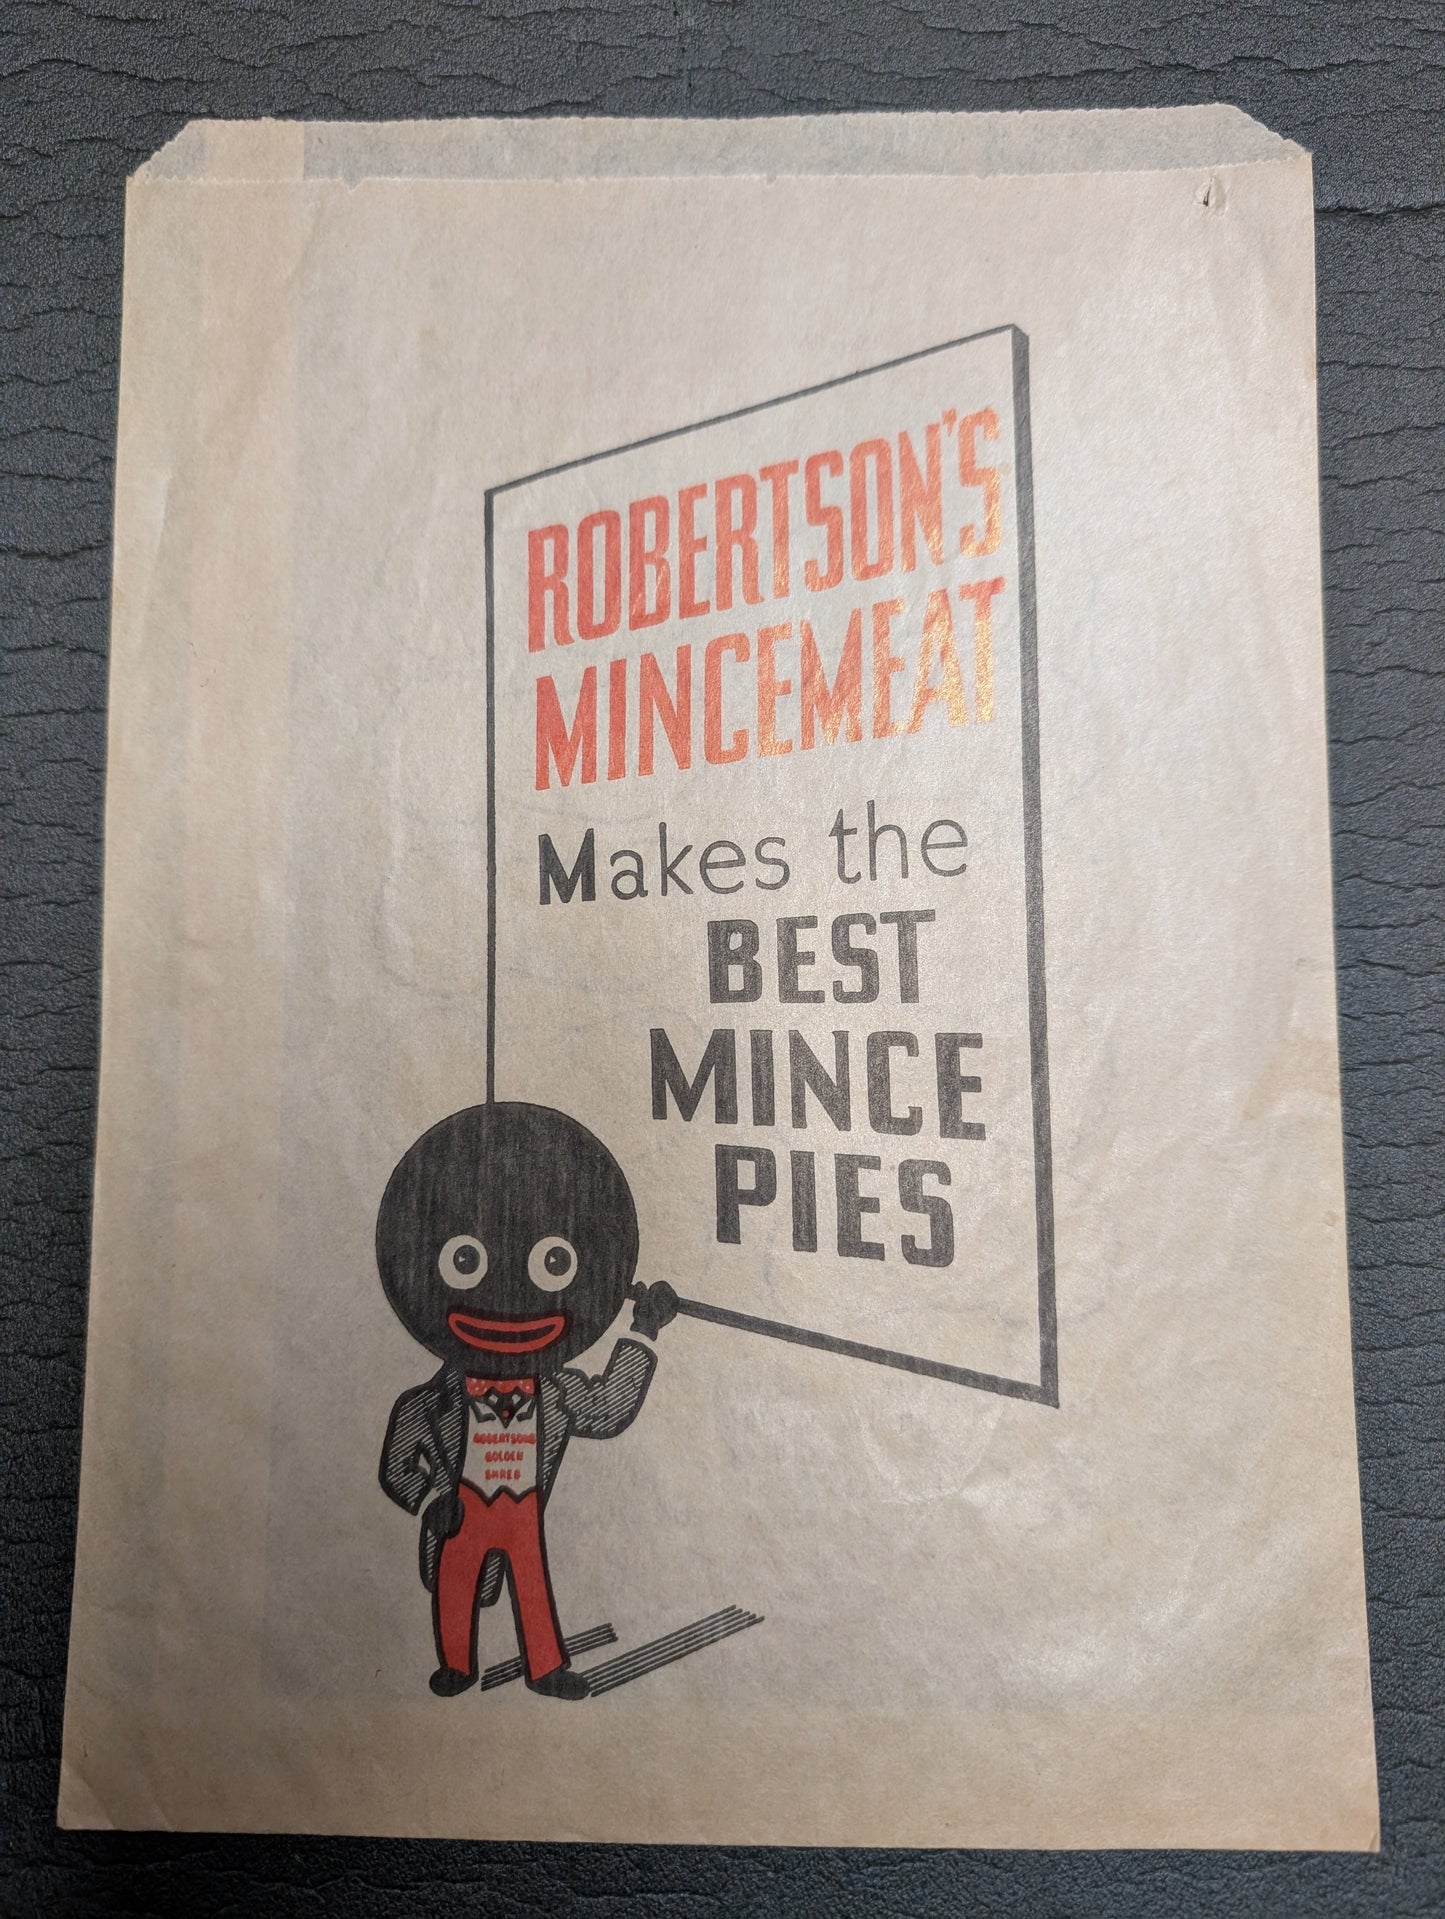 ROBERTSON'S
MINCEMEAT
Makes the
BEST
MINCE
PIES
ROBERTSONS
GOLDEN
SHRED